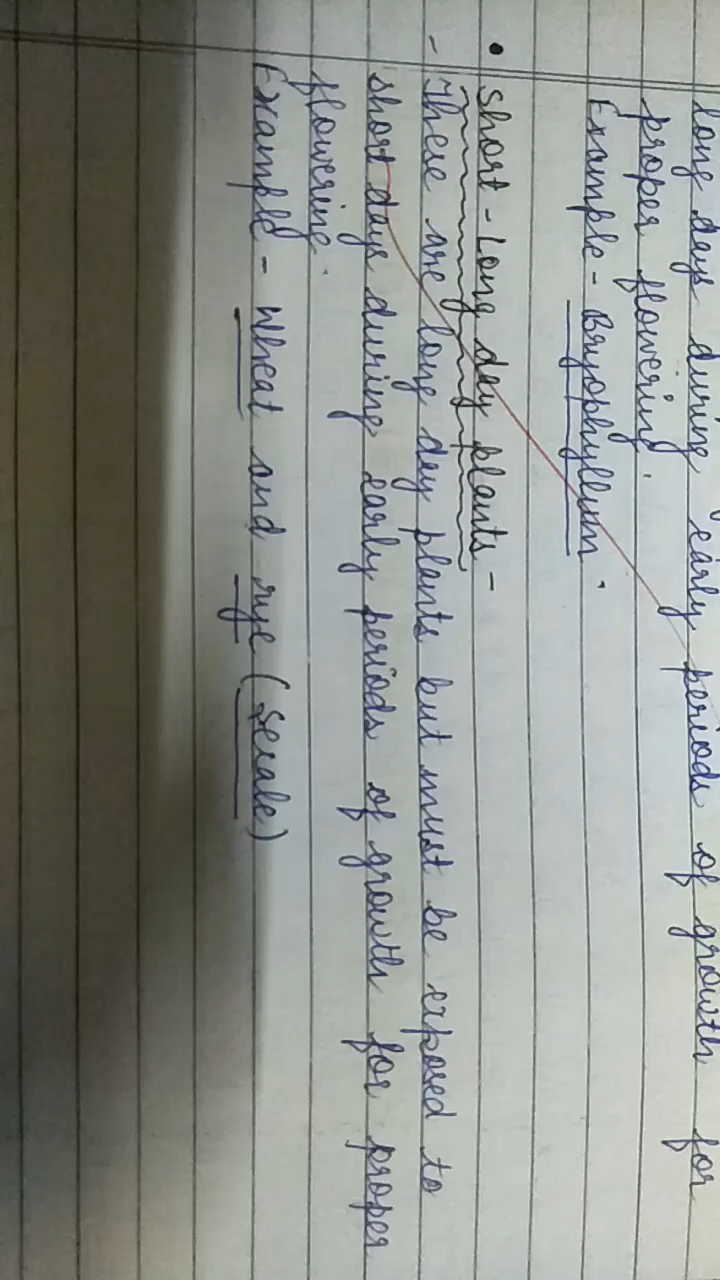 long days during early periods of growth for
proper flowering.
Example - Bryophyllum.
• Short - Long day plants -
- These are long day plants but must be exposed to
short days during early periods of growth for proper
flowering.
Example - Wheat and rye (Secale)